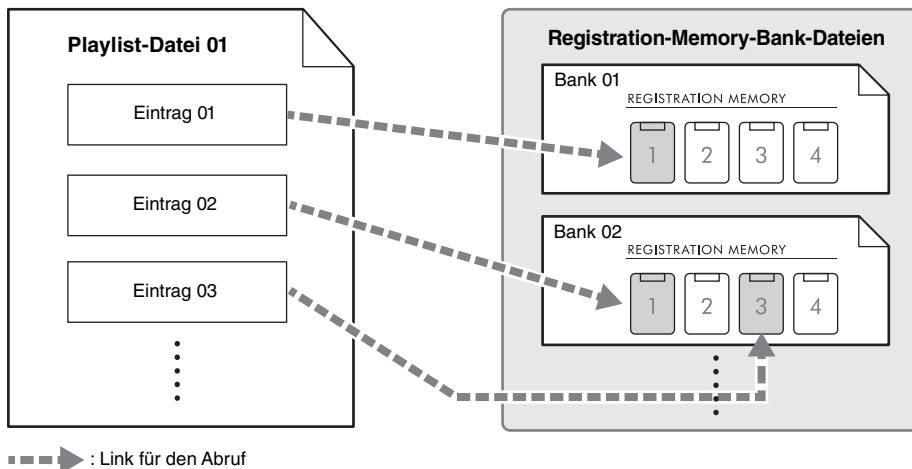 Playlist-Datei 01
Eintrag 01
Eintrag 02
Eintrag 03
Registration-Memory-Bank-Dateien
Bank 01
REGISTRATION MEMORY
1 2 3 4
Bank 02
REGISTRATION MEMORY
1 2 3 4
: Link für den Abruf